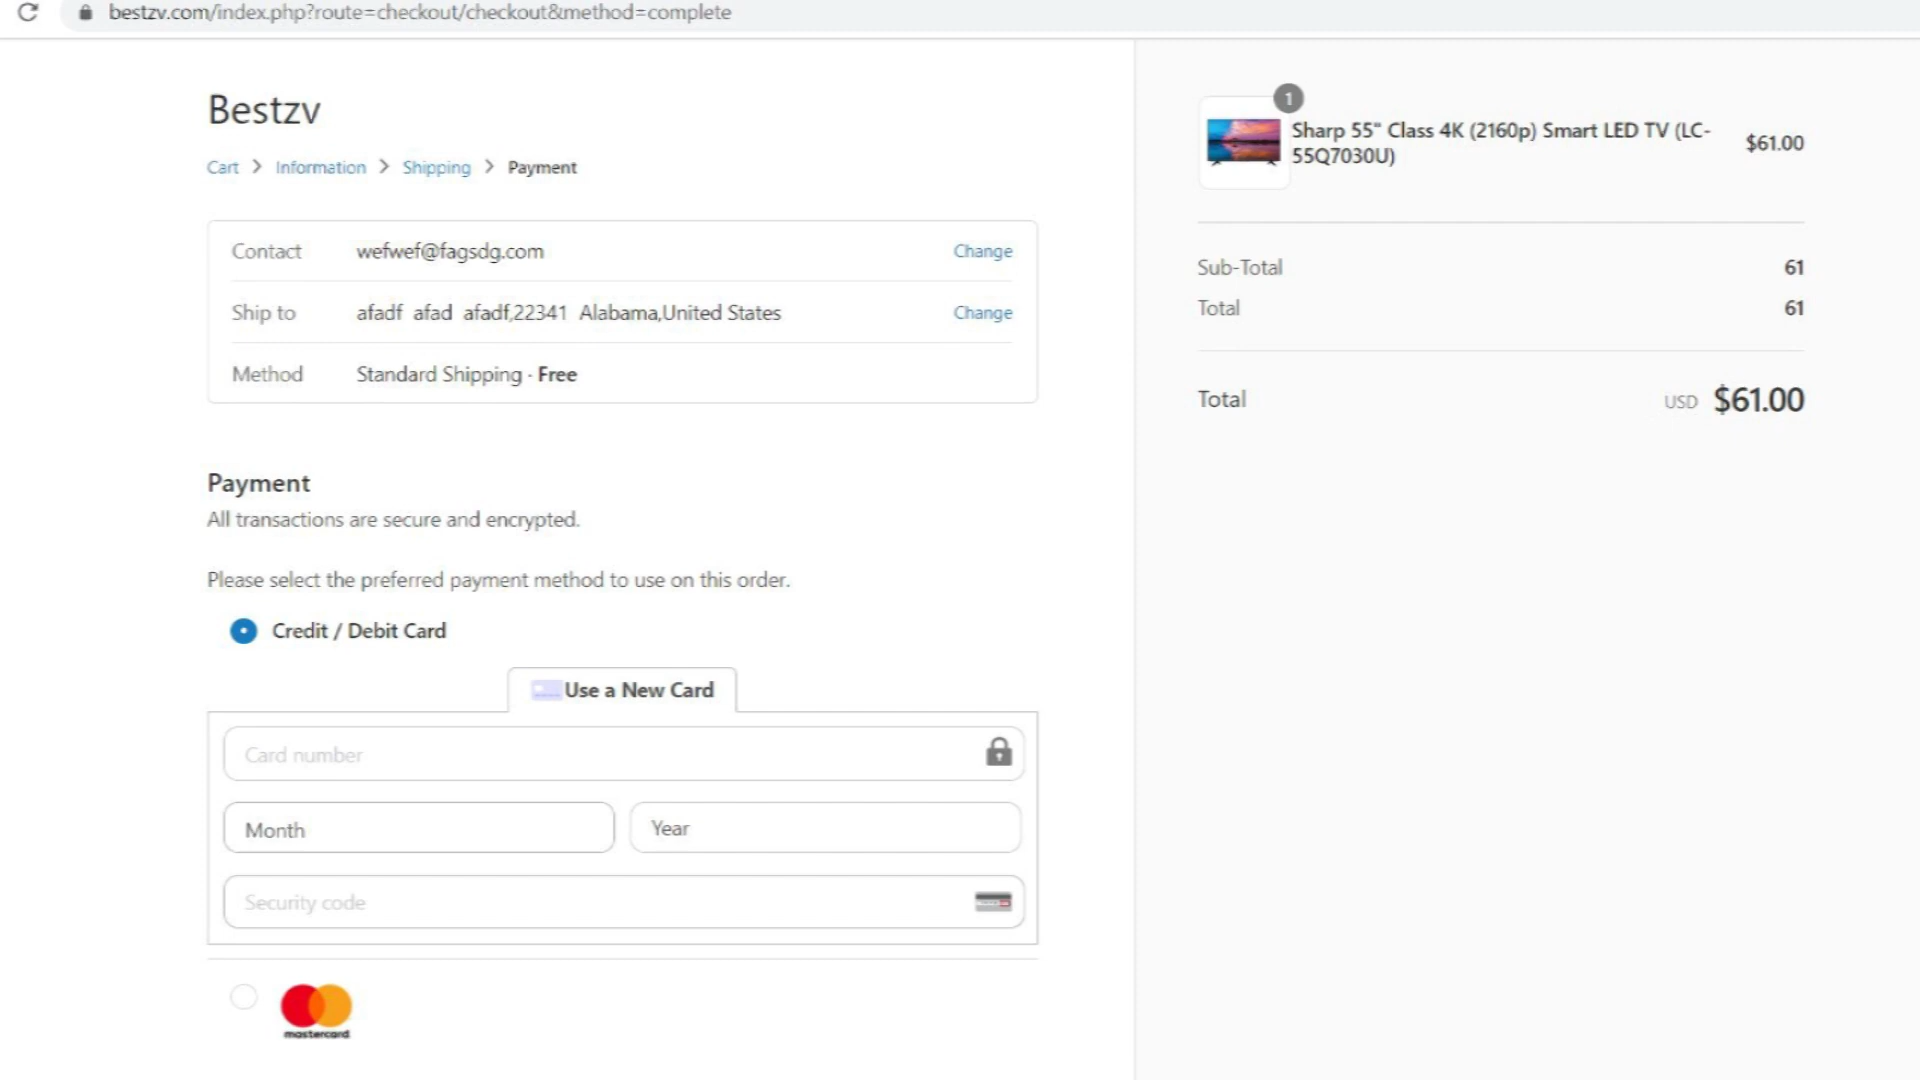 bestzv.com/index.php?route=checkout/checkout&method=complete
Bestzv
Cart > Information > Shipping > Payment
Contact wefwef@fagsdg.com Change
Ship to afadf afad afadf,22341 Alabama,United States Change
Method Standard Shipping · Free
Payment
All transactions are secure and encrypted.
Please select the preferred payment method to use on this order.
Credit / Debit Card
Use a New Card
Card number
Month Year
Security code
mastercard
1
Sharp 55" Class 4K (2160p) Smart LED TV (LC-
55Q7030U) $61.00
Sub-Total 61
Total 61
Total USD $61.00